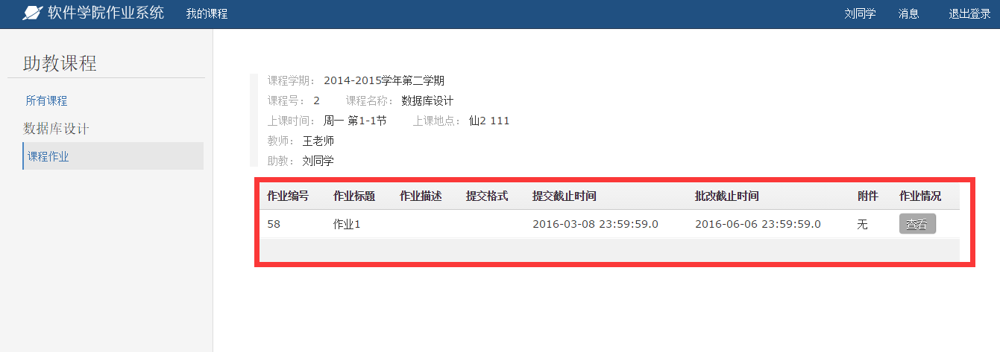 软件学院作业系统 我的课程 刘同学 消息 退出登录
助教课程
所有课程
数据库设计
课程作业
课程学期： 2014-2015学年第二学期
课程号： 2 课程名称： 数据库设计
上课时间： 周一 第1-1节 上课地点： 仙2 111
教师： 王老师
助教： 刘同学
作业编号 作业标题 作业描述 提交格式 提交截止时间 批改截止时间 附件 作业情况
58 作业1 2016-03-08 23:59:59.0 2016-06-06 23:59:59.0 无 查看